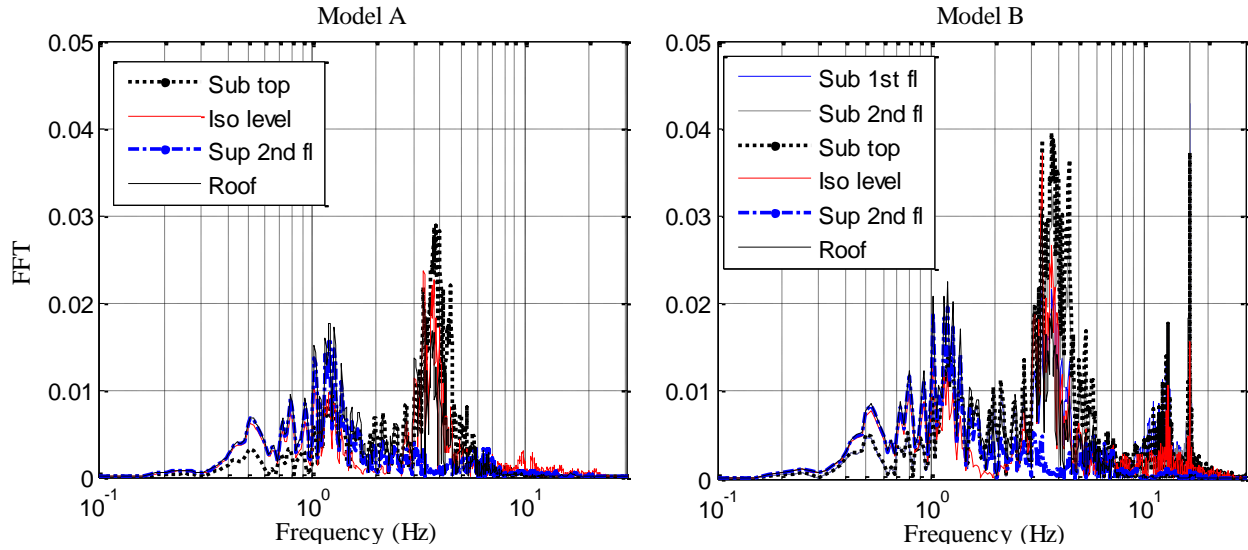 Model A
FFT
0.05
0.04
0.03
0.02
0.01
0
Sub top
Iso level
Sup 2nd fl
Roof
10^-1
10^0
10^1
Frequency (Hz)
Model B
0.05
0.04
0.03
0.02
0.01
0
Sub 1st fl
Sub 2nd fl
Sub top
Iso level
Sup 2nd fl
Roof
10^-1
10^0
10^1
Frequency (Hz)